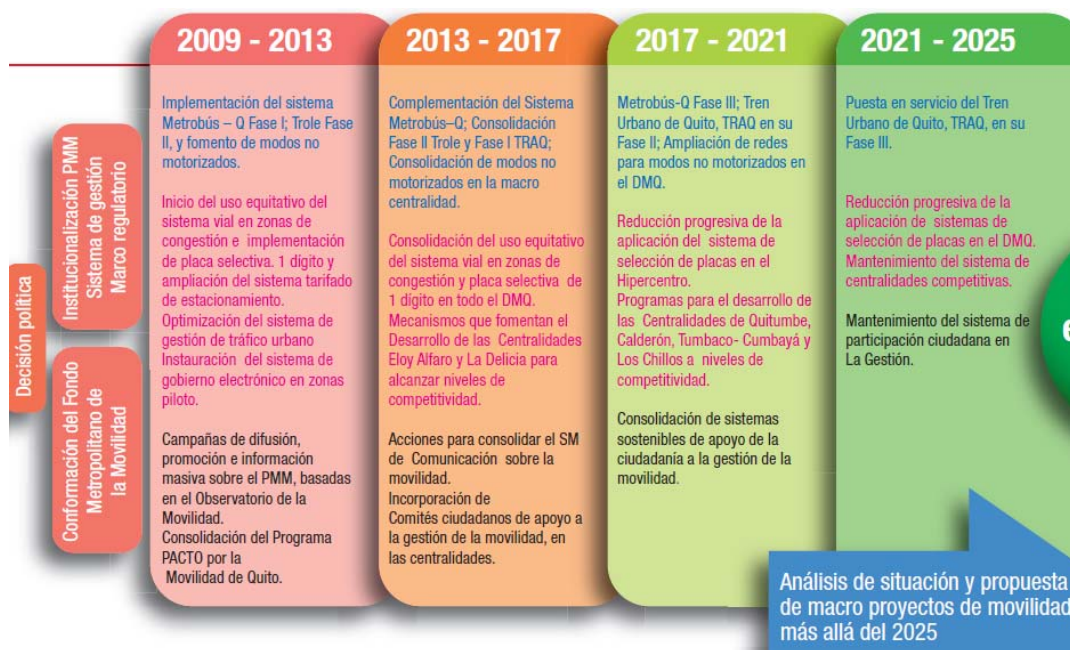 Decisión política
Institucionalización PMM
Sistema de gestión
Marco regulatorio
Conformación del Fondo
Metropolitano de
la Movilidad
2009 - 2013
Implementación del sistema
Metrobús – Q Fase I; Trole Fase
II, y fomento de modos no
motorizados.
Inicio del uso equitativo del
sistema vial en zonas de
congestión e implementación
de placa selectiva. 1 dígito y
ampliación del sistema tarifado
de estacionamiento.
Optimización del sistema de
gestión de tráfico urbano
Instauración del sistema de
gobierno electrónico en zonas
piloto.
Campañas de difusión,
promoción e información
masiva sobre el PMM, basadas
en el Observatorio de la
Movilidad.
Consolidación del Programa
PACTO por la
Movilidad de Quito.
2013 - 2017
Complementación del Sistema
Metrobús–Q; Consolidación
Fase II Trole y Fase I TRAQ;
Consolidación de modos no
motorizados en la macro
centralidad.
Consolidación del uso equitativo
del sistema vial en zonas de
congestión y placa selectiva de
1 dígito en todo el DMQ.
Mecanismos que fomentan el
Desarrollo de las Centralidades
Eloy Alfaro y La Delicia para
alcanzar niveles de
competitividad.
Acciones para consolidar el SM
de Comunicación sobre la
movilidad.
Incorporación de
Comités ciudadanos de apoyo a
la gestión de la movilidad, en
las centralidades.
2017 - 2021
Metrobús-Q Fase III; Tren
Urbano de Quito, TRAQ en su
Fase II; Ampliación de redes
para modos no motorizados en
el DMQ.
Reducción progresiva de la
aplicación del sistema de
selección de placas en el
Hipercentro.
Programas para el desarrollo de
las Centralidades de Quitumbe,
Calderón, Tumbaco- Cumbayá y
Los Chillos a niveles de
competitividad.
Consolidación de sistemas
sostenibles de apoyo de la
ciudadanía a la gestión de la
movilidad.
2021 - 2025
Puesta en servicio del Tren
Urbano de Quito, TRAQ, en su
Fase III.
Reducción progresiva de la
aplicación de sistemas de
selección de placas en el DMQ.
Mantenimiento del sistema de
centralidades competitivas.
Mantenimiento del sistema de
participación ciudadana en
La Gestión.
e
Análisis de situación y propuesta
de macro proyectos de movilidad
más allá del 2025